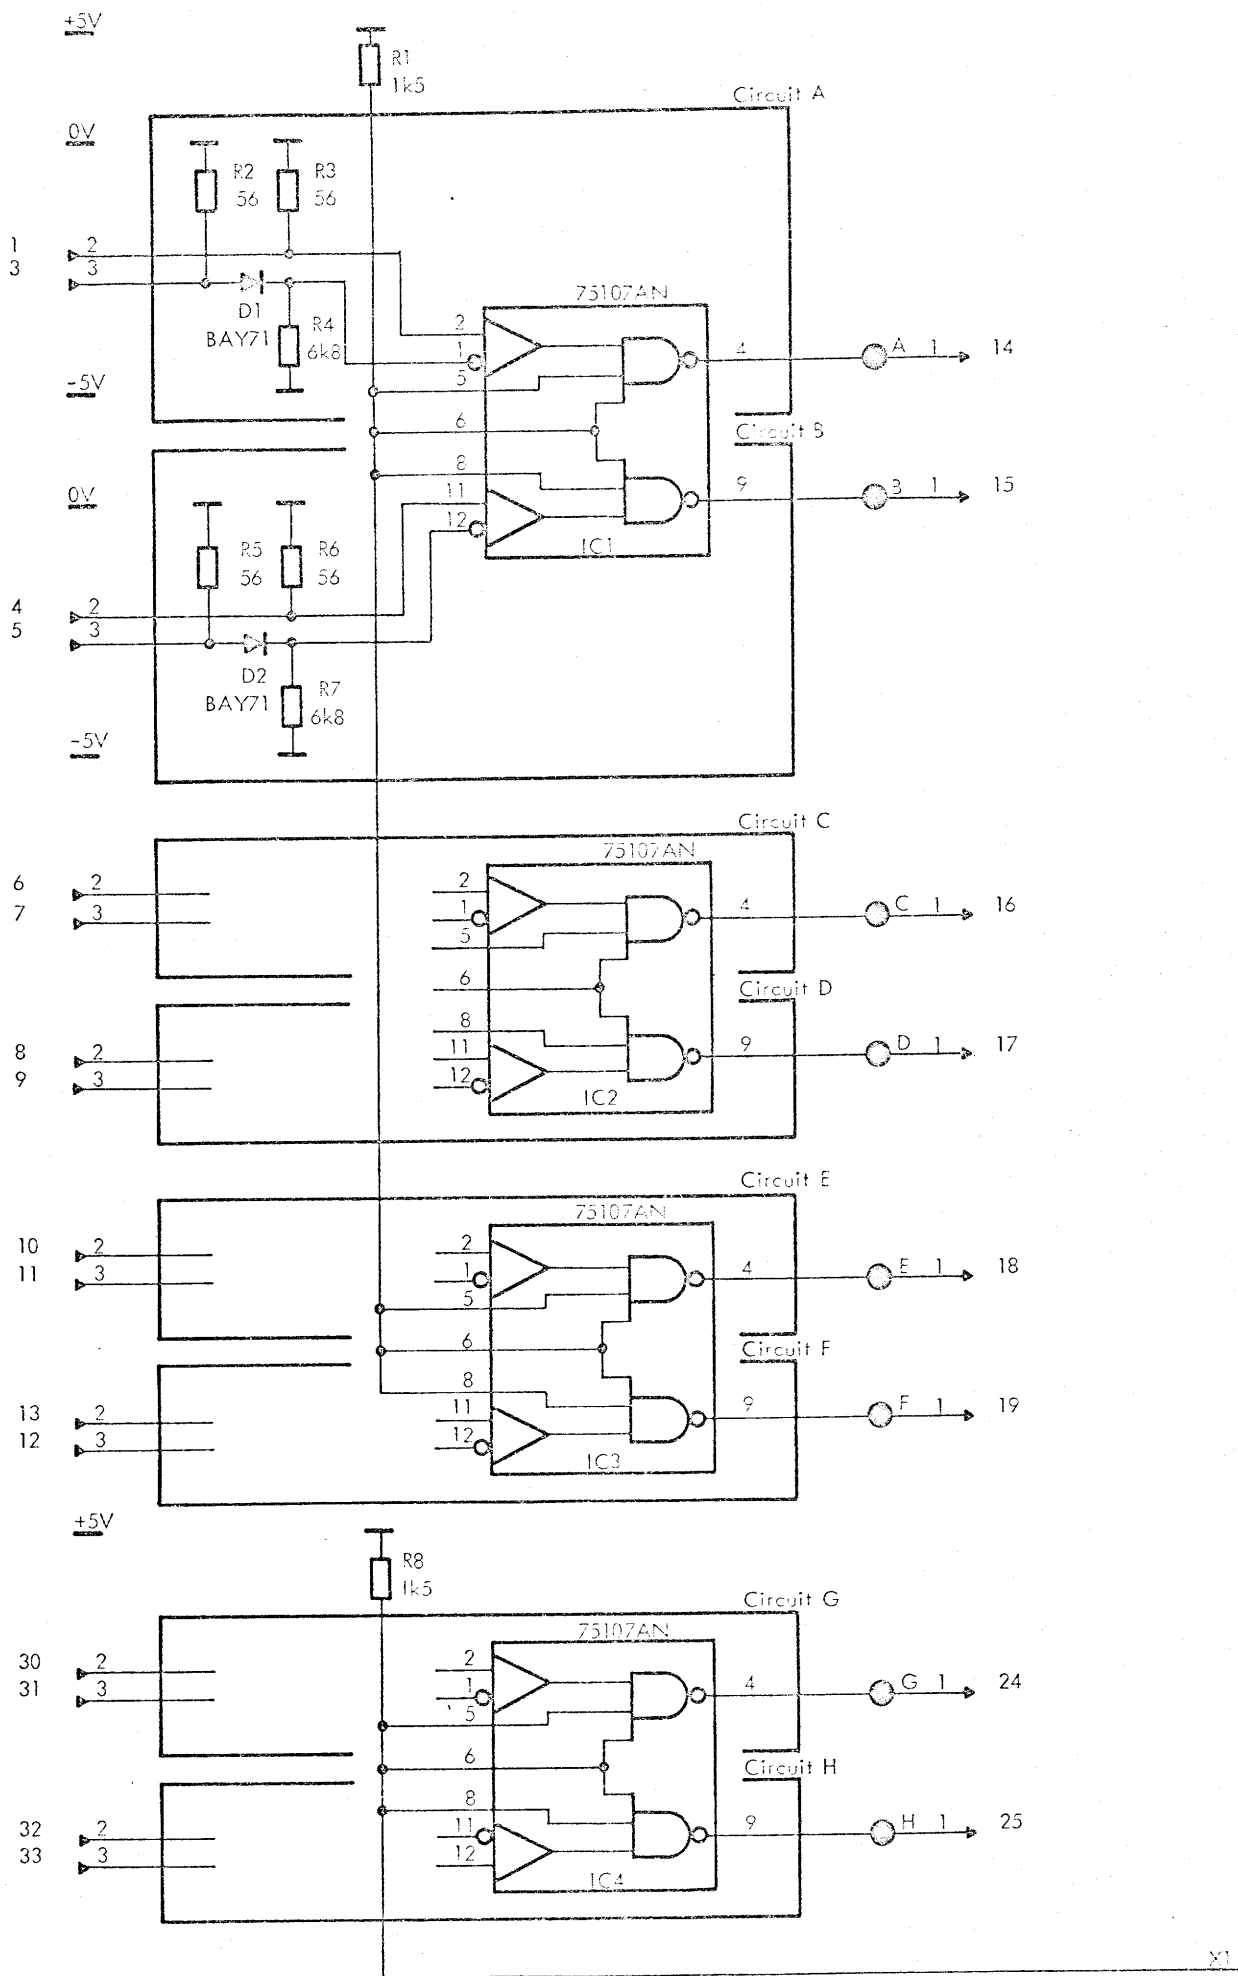 +5V
R1
1k5
Circuit A
0V
R2
56
R3
56
1 2
3 3
D1
BAY71
R4
6k8
-5V
75107AN
2
1
5
6
8
11
12
4 A 1 14
Circuit B
9 B 1 15
IC1
0V
R5
56
R6
56
4 2
5 3
D2
BAY71
R7
6k8
-5V
Circuit C
75107AN
6 2
7 3
2
1
5
6
8
11
12
4 C 1 16
Circuit D
8 2
9 3
9 D 1 17
IC2
Circuit E
75107AN
10 2
11 3
2
1
5
6
8
11
12
4 E 1 18
Circuit F
13 2
12 3
9 F 1 19
IC3
+5V
R8
1k5
Circuit G
75107AN
30 2
31 3
2
1
5
6
8
11
12
4 G 1 24
Circuit H
32 2
33 3
9 H 1 25
IC4
X1